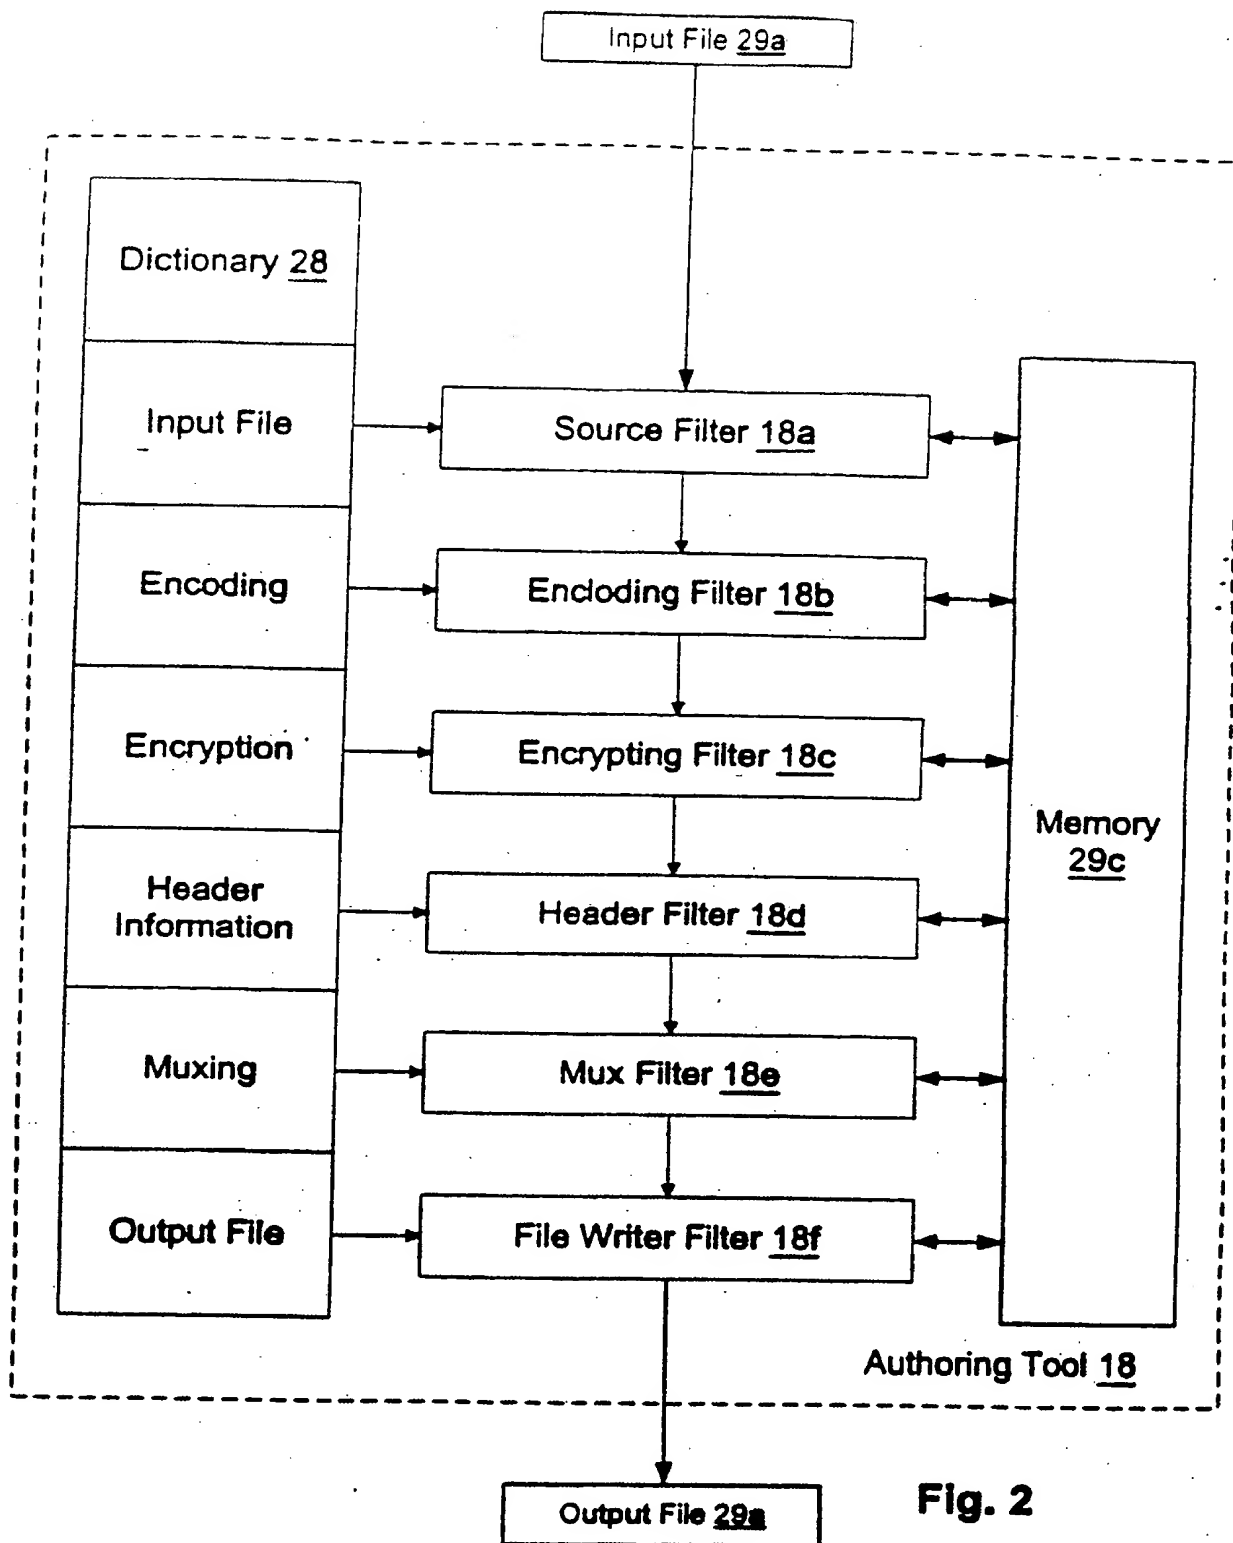 Input File 29a
Dictionary 28
Input File
Source Filter 18a
Encoding
Encloding Filter 18b
Encryption
Encrypting Filter 18c
Memory
29c
Header
Information
Header Filter 18d
Muxing
Mux Filter 18e
Output File
File Writer Filter 18f
Authoring Tool 18
Output File 29a
Fig. 2